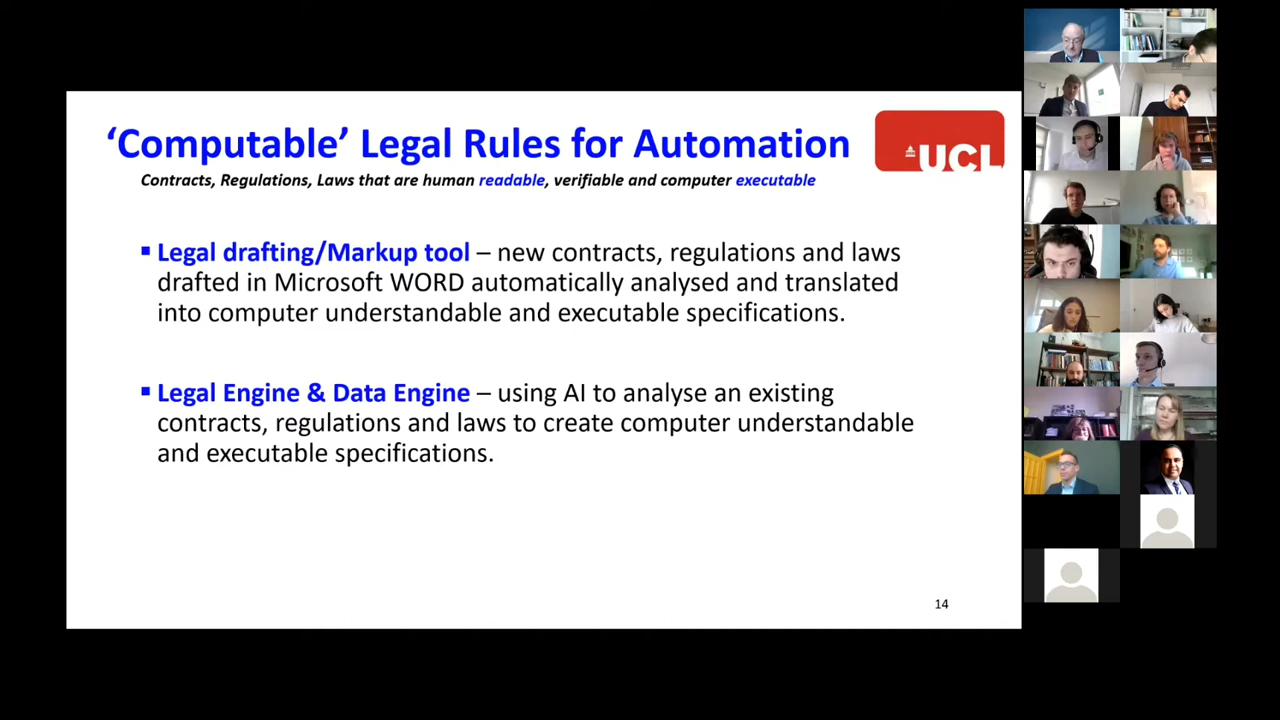 ‘Computable’ Legal Rules for Automation
UCL
Contracts, Regulations, Laws that are human readable, verifiable and computer executable
▪ Legal drafting/Markup tool – new contracts, regulations and laws
drafted in Microsoft WORD automatically analysed and translated
into computer understandable and executable specifications.
▪ Legal Engine & Data Engine – using AI to analyse an existing
contracts, regulations and laws to create computer understandable
and executable specifications.
14